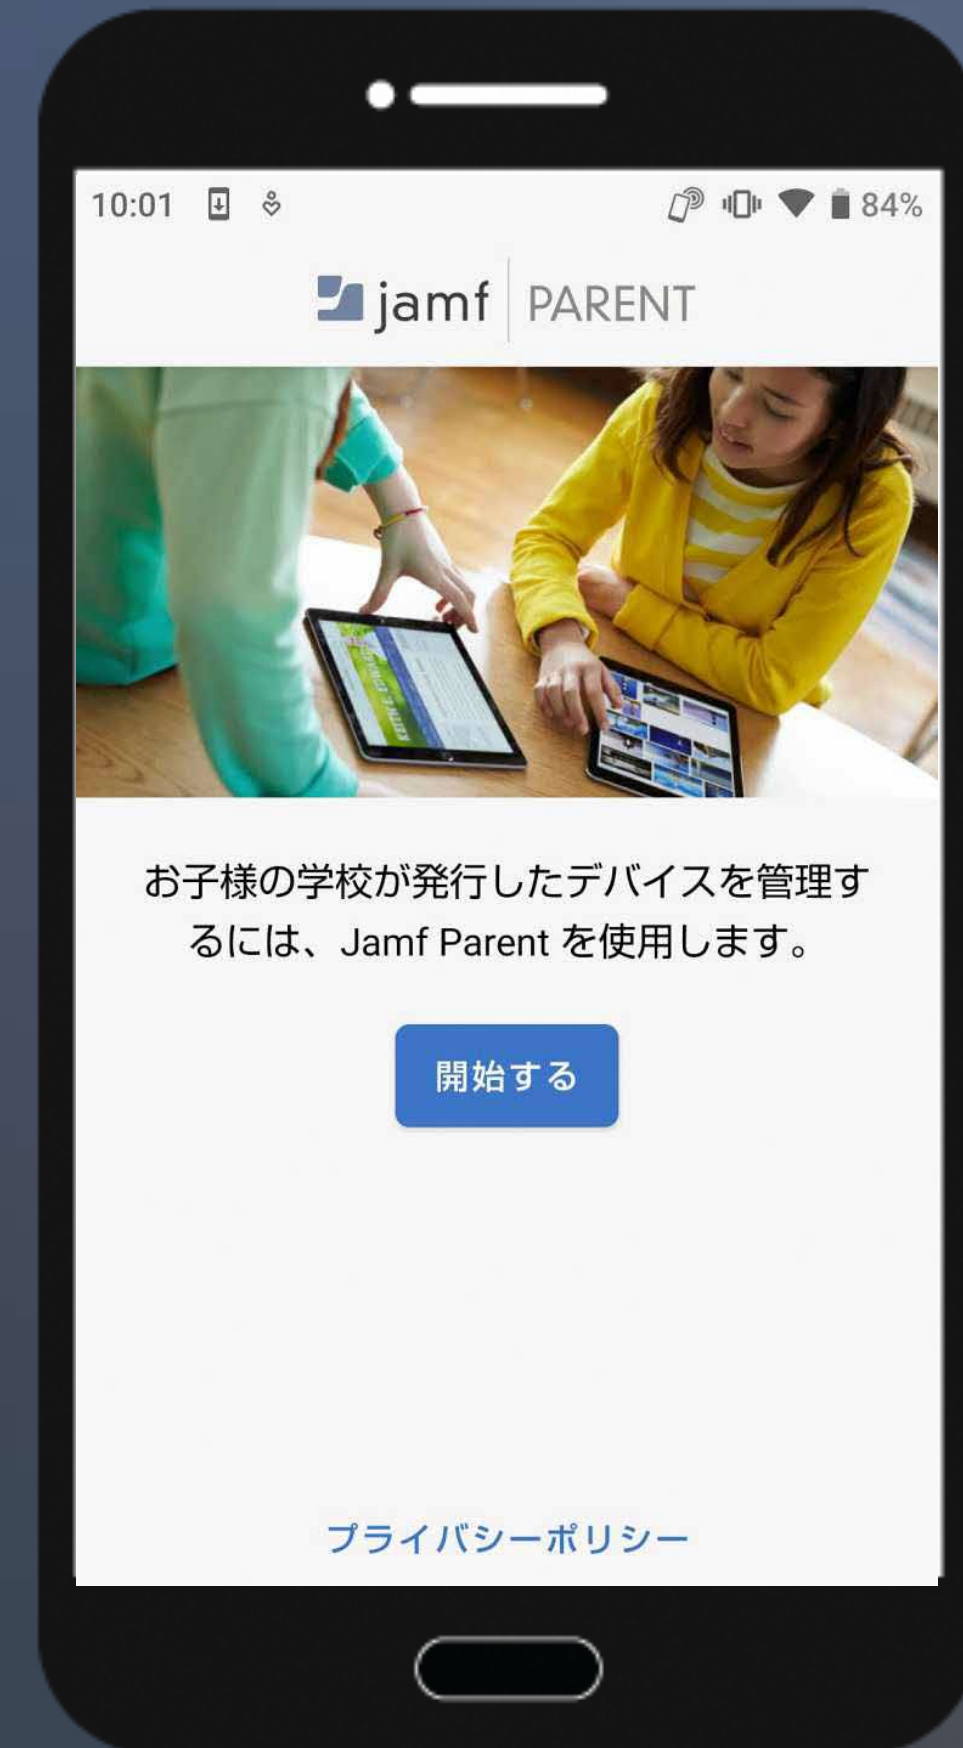 10:01
84%
jamf PARENT
お子様の学校が発行したデバイスを管理す
るには、Jamf Parent を使用します。
開始する
プライバシーポリシー